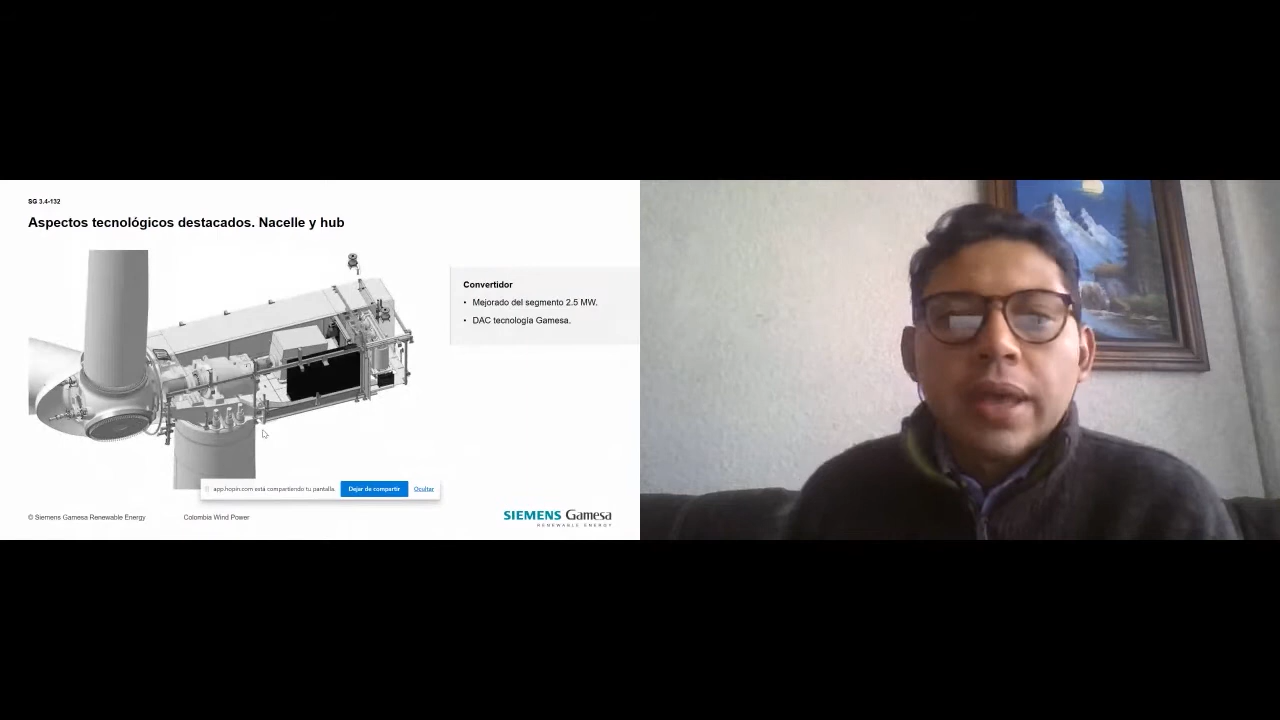 SG 3.4-132
Aspectos tecnológicos destacados. Nacelle y hub
Convertidor
• Mejorado del segmento 2.5 MW.
• DAC tecnología Gamesa.
app.hopin.com está compartiendo tu pantalla.
Dejar de compartir
Ocultar
© Siemens Gamesa Renewable Energy
Colombia Wind Power
SIEMENS Gamesa
RENEWABLE ENERGY